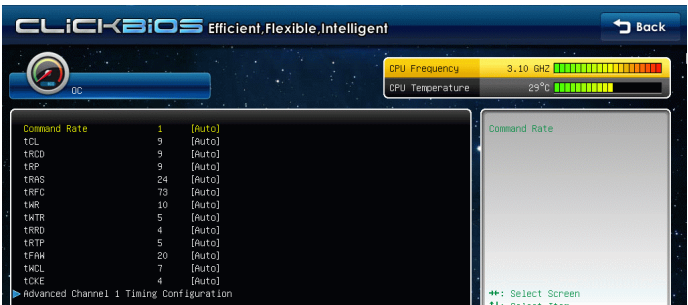 CLiCKBiOS Efficient,Flexible,Intelligent
Back
CPU Frequency 3.10 GHZ
CPU Temperature 29°C
OC
Command Rate 1 [Auto]
tCL 9 [Auto]
tRCD 9 [Auto]
tRP 9 [Auto]
tRAS 24 [Auto]
tRFC 73 [Auto]
tWR 10 [Auto]
tWTR 5 [Auto]
tRRD 4 [Auto]
tRTP 5 [Auto]
tFAW 20 [Auto]
tWCL 7 [Auto]
tCKE 4 [Auto]
Advanced Channel 1 Timing Configuration
Command Rate
→←: Select Screen
↑↓: Select Item